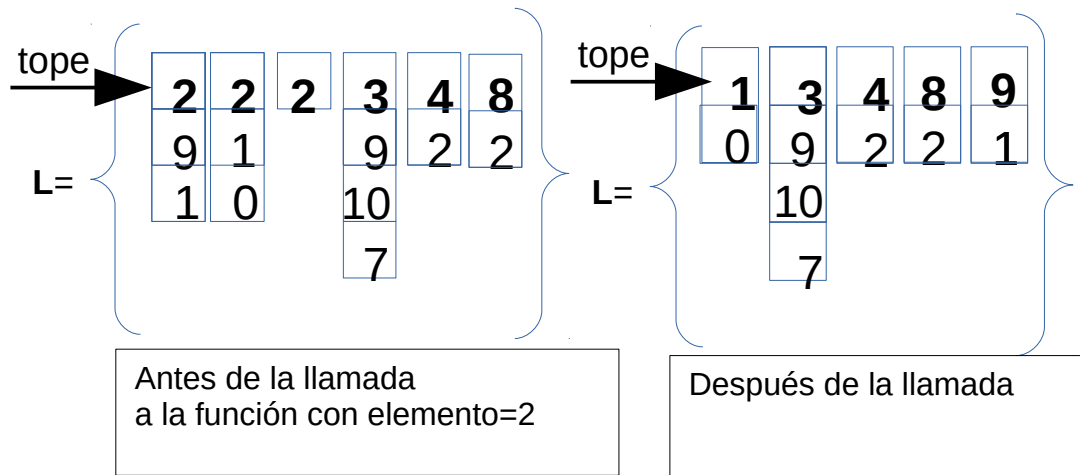 tope
2 2 2 3 4 8
9 1 9 2 2
1 0 10
7
L=
Antes de la llamada
a la función con elemento=2
tope
1 3 4 8 9
0 9 2 2 1
10
7
L=
Después de la llamada